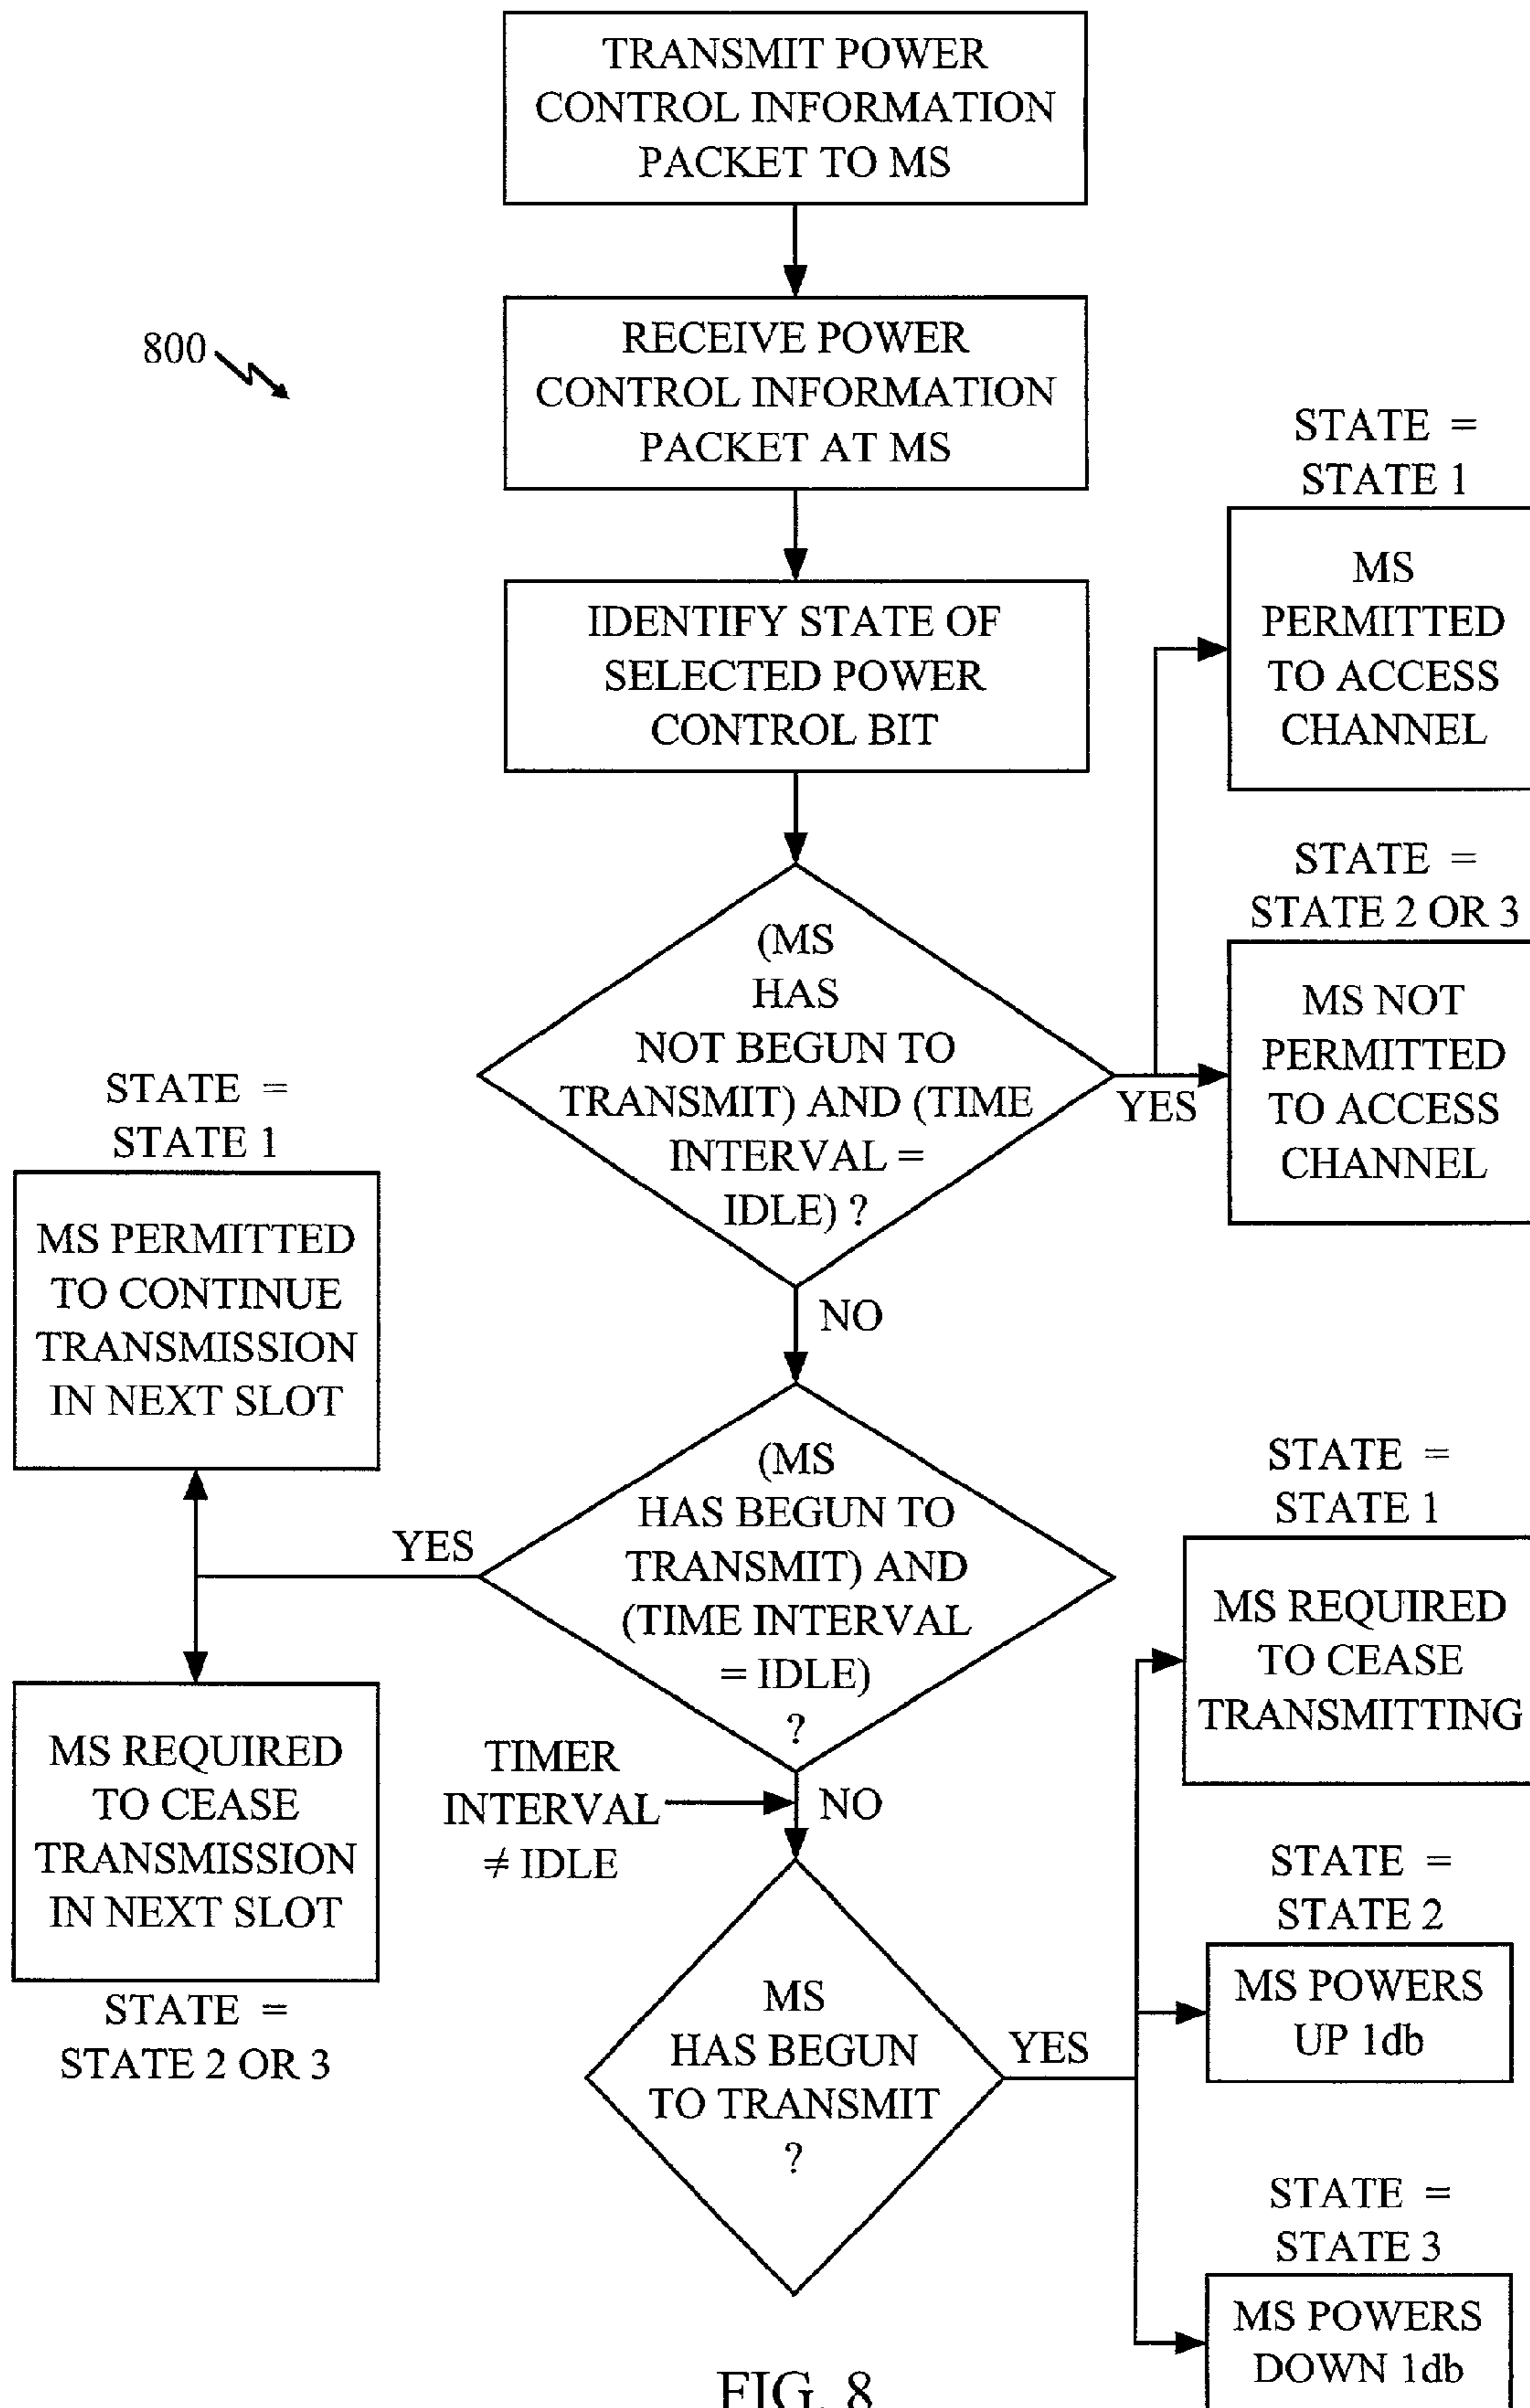 TRANSMIT POWER
CONTROL INFORMATION
PACKET TO MS
800
RECEIVE POWER
CONTROL INFORMATION
PACKET AT MS
IDENTIFY STATE OF
SELECTED POWER
CONTROL BIT
STATE =
STATE 1
MS
PERMITTED
TO ACCESS
CHANNEL
(MS
HAS
NOT BEGUN TO
TRANSMIT) AND (TIME
INTERVAL =
IDLE) ?
YES
STATE =
STATE 2 OR 3
MS NOT
PERMITTED
TO ACCESS
CHANNEL
NO
STATE =
STATE 1
MS PERMITTED
TO CONTINUE
TRANSMISSION
IN NEXT SLOT
YES
(MS
HAS BEGUN TO
TRANSMIT) AND
(TIME INTERVAL
= IDLE)
?
MS REQUIRED
TO CEASE
TRANSMISSION
IN NEXT SLOT
STATE =
STATE 2 OR 3
TIMER
INTERVAL
≠ IDLE
NO
MS
HAS BEGUN
TO TRANSMIT
?
YES
STATE =
STATE 1
MS REQUIRED
TO CEASE
TRANSMITTING
STATE =
STATE 2
MS POWERS
UP 1db
STATE =
STATE 3
MS POWERS
DOWN 1db
FIG. 8